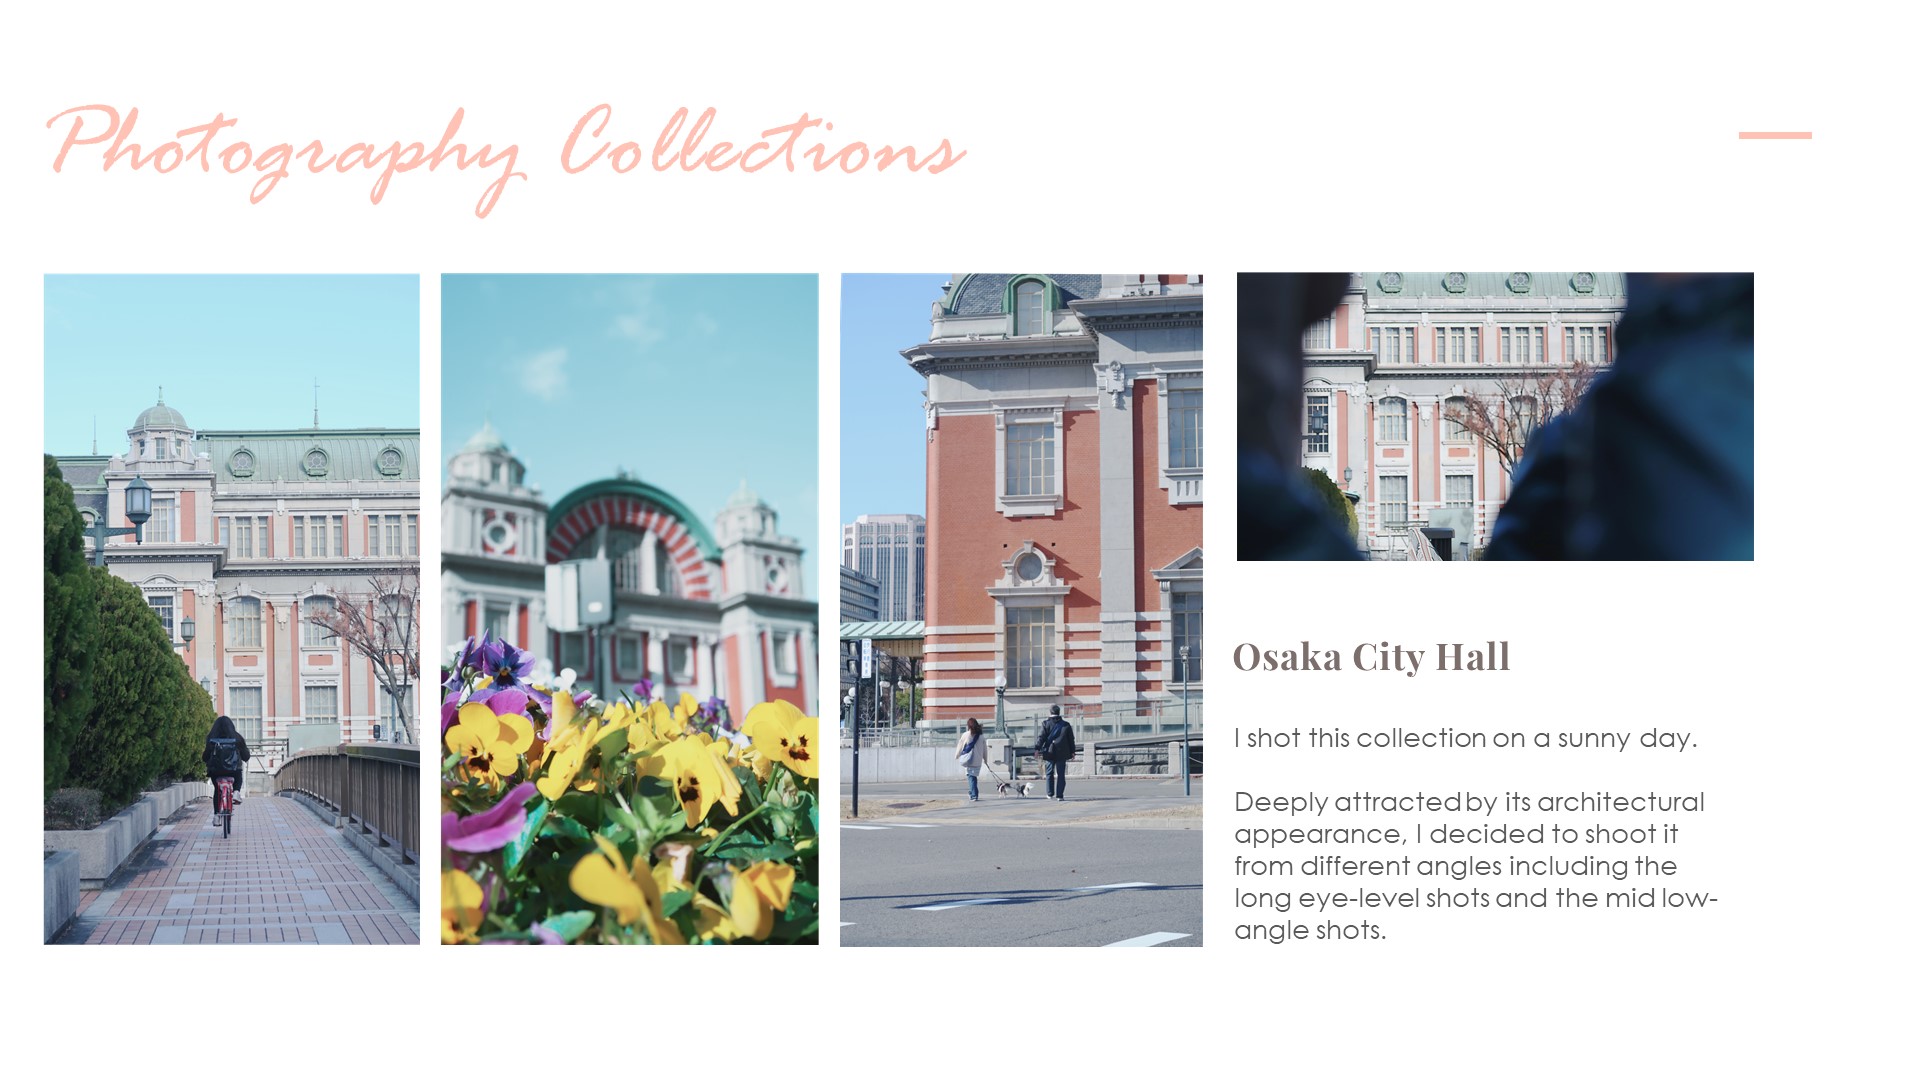 Photography Collections
Osaka City Hall
I shot this collection on a sunny day.
Deeply attracted by its architectural
appearance, I decided to shoot it
from different angles including the
long eye-level shots and the mid low-
angle shots.